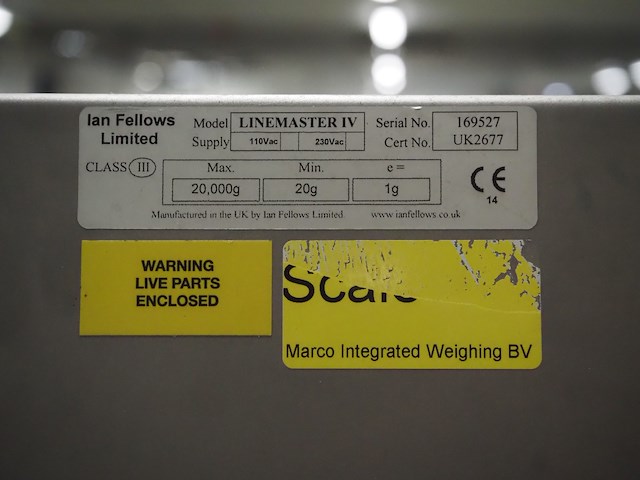 Ian Fellows
Limited
Model LINEMASTER IV Serial No. 169527
Supply 110Vac 230Vac Cert No. UK2677
CLASS III Max. Min. e =
20,000g 20g 1g
CE
14
Manufactured in the UK by Ian Fellows Limited. www.ianfellows.co.uk
WARNING
LIVE PARTS
ENCLOSED
Scale
Marco Integrated Weighing BV